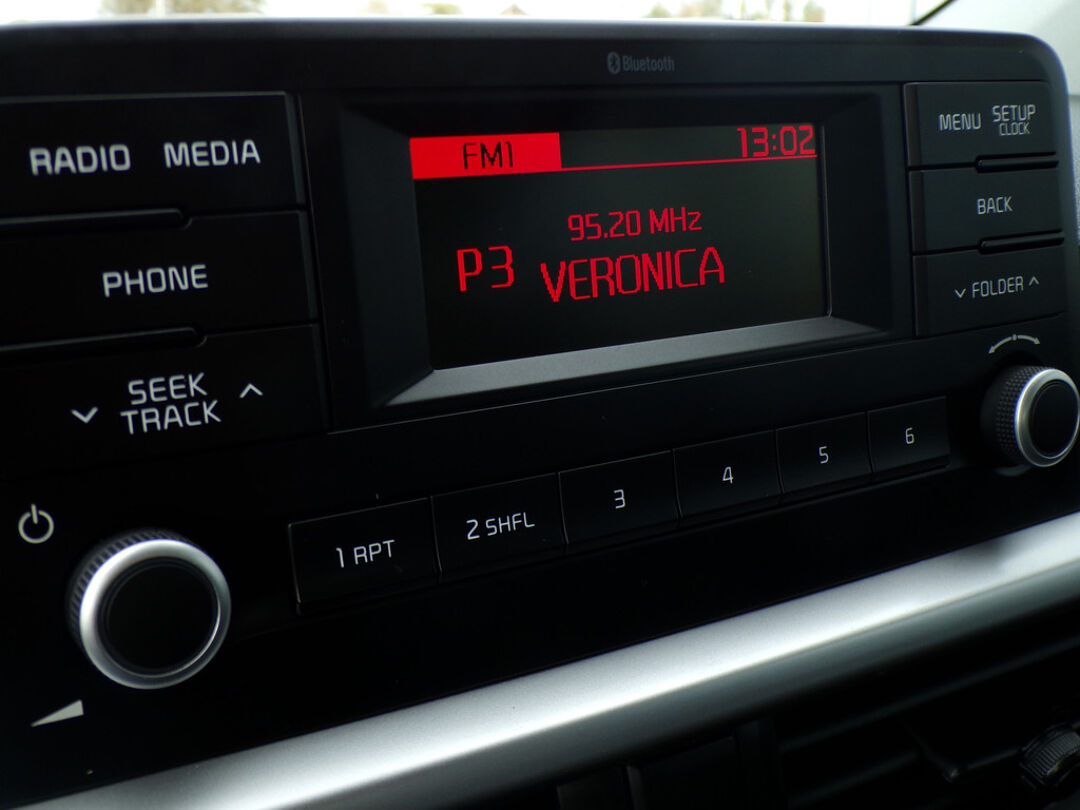 Bluetooth
RADIO MEDIA
PHONE
SEEK
TRACK
FM1 13:02
95.20 MHz
P3 VERONICA
MENU SETUP
CLOCK
BACK
FOLDER
1 RPT 2 SHFL 3 4 5 6